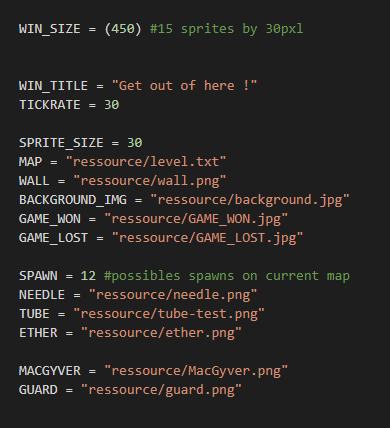 WIN_SIZE = (450) #15 sprites by 30pxl
WIN_TITLE = "Get out of here !"
TICKRATE = 30
SPRITE_SIZE = 30
MAP = "ressource/level.txt"
WALL = "ressource/wall.png"
BACKGROUND_IMG = "ressource/background.jpg"
GAME_WON = "ressource/GAME_WON.jpg"
GAME_LOST = "ressource/GAME_LOST.jpg"
SPAWN = 12 #possibles spawns on current map
NEEDLE = "ressource/needle.png"
TUBE = "ressource/tube-test.png"
ETHER = "ressource/ether.png"
MACGYVER = "ressource/MacGyver.png"
GUARD = "ressource/guard.png"